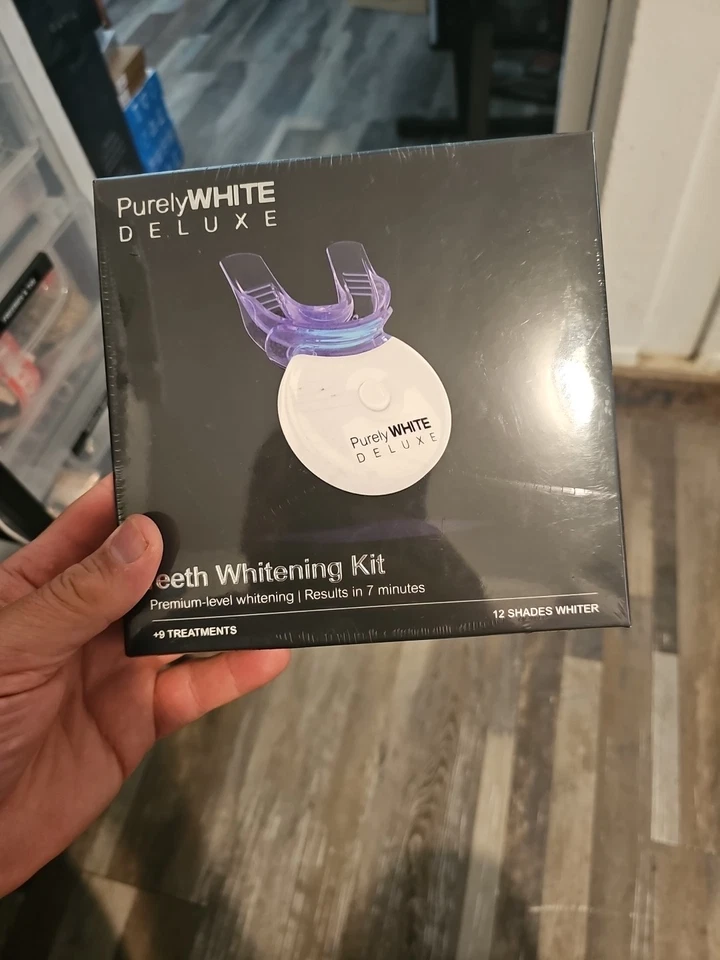 PurelyWHITE
DELUXE
PurelyWHITE
DELUXE
eeth Whitening Kit
Premium-level whitening | Results in 7 minutes
12 SHADES WHITER
+9 TREATMENTS